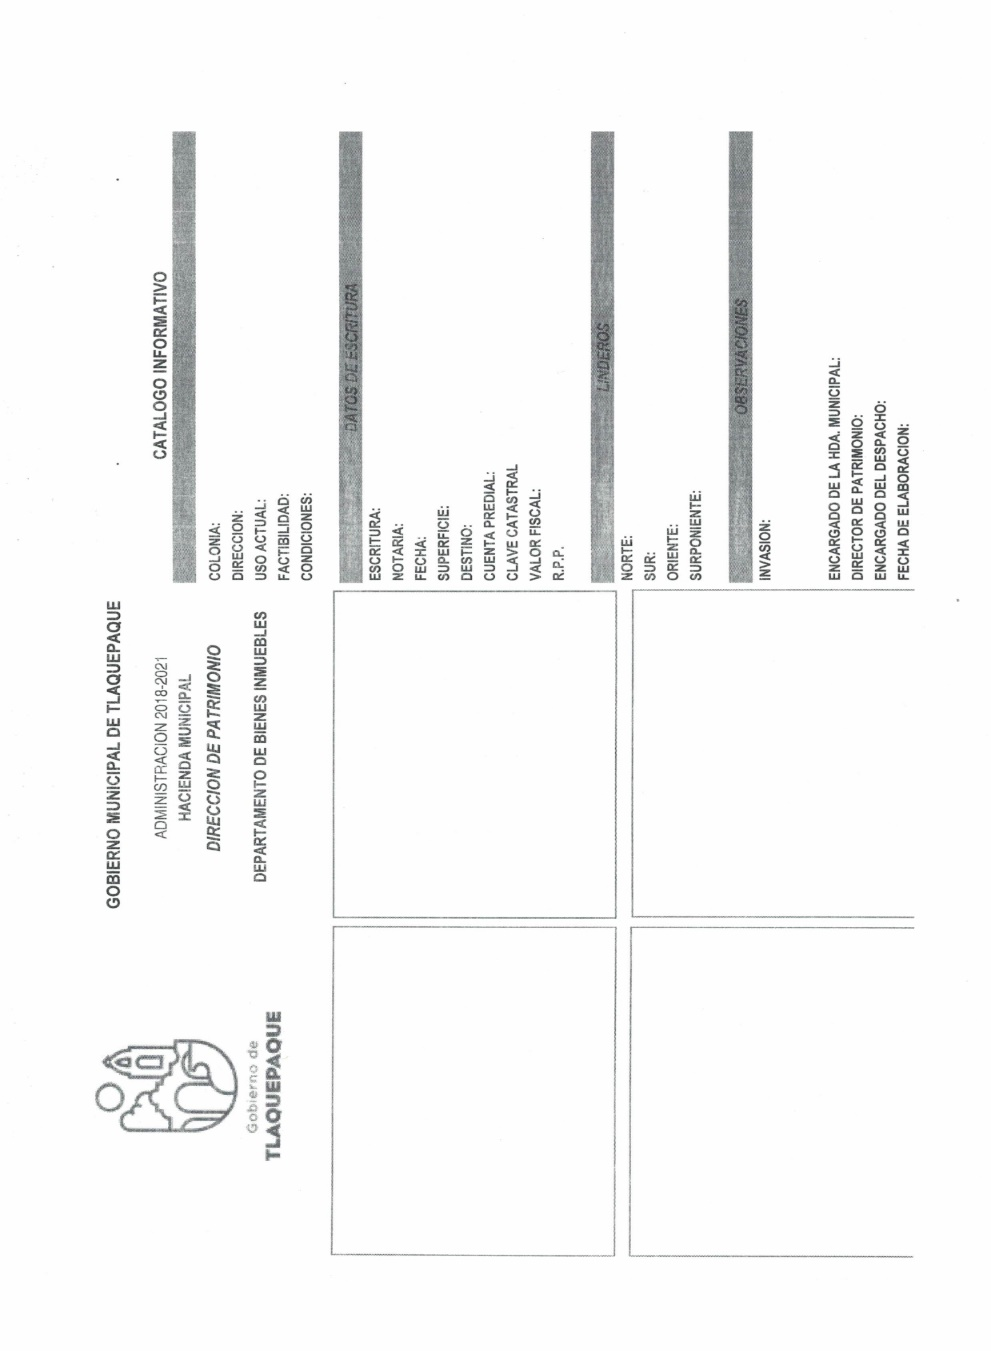 Gobierno de
TLAQUEPAQUE
GOBIERNO MUNICIPAL DE TLAQUEPAQUE
ADMINISTRACION 2018-2021
HACIENDA MUNICIPAL
DIRECCION DE PATRIMONIO
DEPARTAMENTO DE BIENES INMUEBLES
CATALOGO INFORMATIVO
COLONIA:
DIRECCION:
USO ACTUAL:
FACTIBILIDAD:
CONDICIONES:
DATOS DE ESCRITURA
ESCRITURA:
NOTARIA:
FECHA:
SUPERFICIE:
DESTINO:
CUENTA PREDIAL:
CLAVE CATASTRAL
VALOR FISCAL:
R.P.P.
LINDEROS
NORTE:
SUR:
ORIENTE:
SURPONIENTE:
OBSERVACIONES
INVASION:
ENCARGADO DE LA HDA. MUNICIPAL:
DIRECTOR DE PATRIMONIO:
ENCARGADO DEL DESPACHO:
FECHA DE ELABORACION: